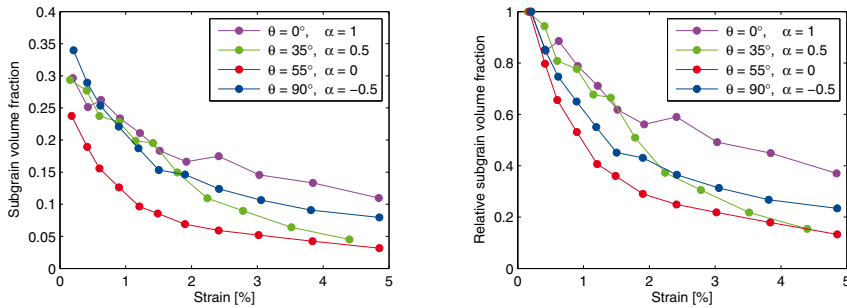 0.4
0.35
0.3
0.25
0.2
0.15
0.1
0.05
0
0 1 2 3 4 5
Subgrain volume fraction
Strain [%]
θ = 0°, α = 1
θ = 35°, α = 0.5
θ = 55°, α = 0
θ = 90°, α = −0.5
1
0.8
0.6
0.4
0.2
0
0 1 2 3 4 5
Relative subgrain volume fraction
Strain [%]
θ = 0°, α = 1
θ = 35°, α = 0.5
θ = 55°, α = 0
θ = 90°, α = −0.5